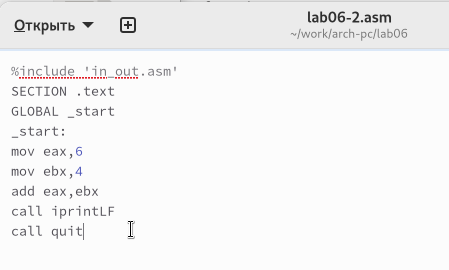 Открыть
lab06-2.asm
~/work/arch-pc/lab06
%include 'in_out.asm'
SECTION .text
GLOBAL _start
_start:
mov eax,6
mov ebx,4
add eax,ebx
call iprintLF
call quit